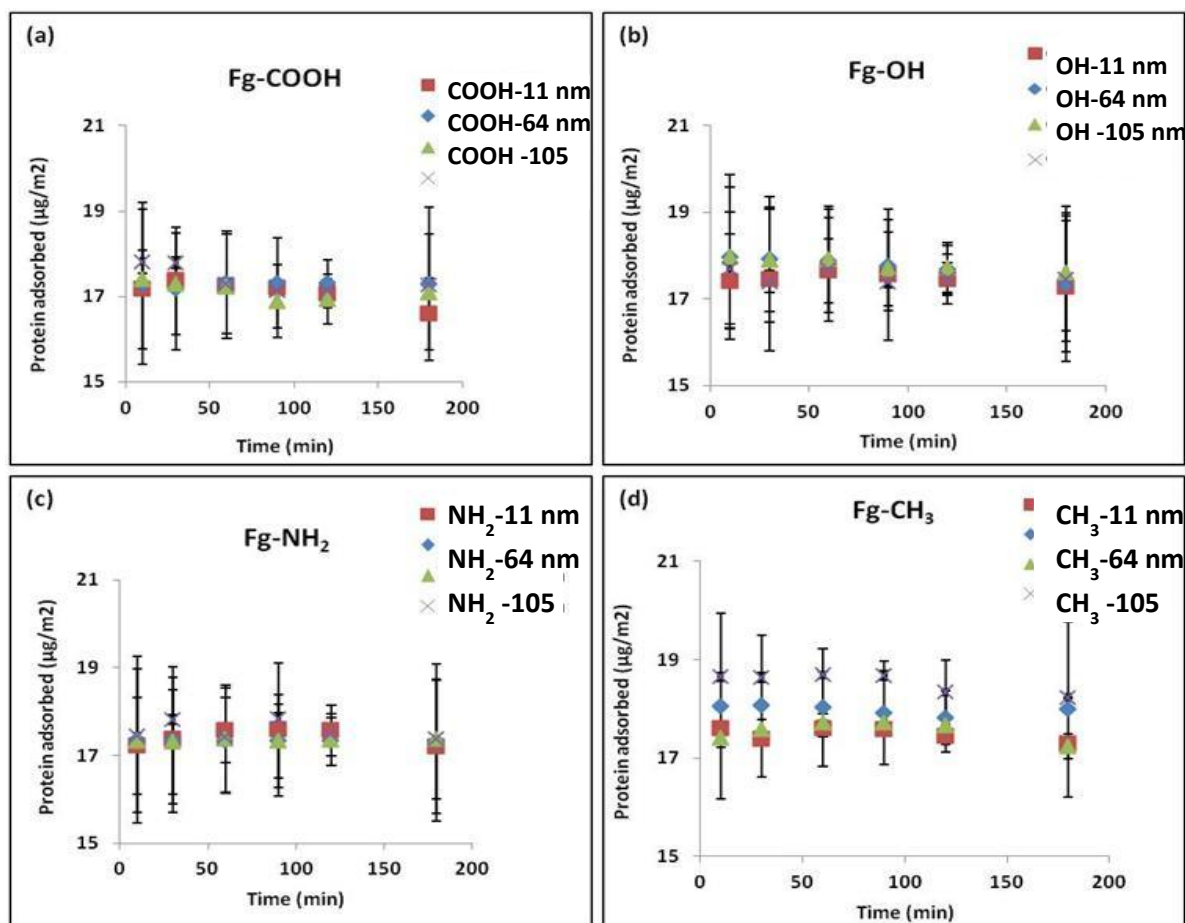 (a)
Fg-COOH
COOH-11 nm
COOH-64 nm
COOH -105
21
19
17
15
Protein adsorbed (µg/m2)
0 50 100 150 200
Time (min)
(b)
Fg-OH
OH-11 nm
OH-64 nm
OH -105 nm
21
19
17
15
Protein adsorbed (µg/m2)
0 50 100 150 200
Time (min)
(c)
Fg-NH₂
NH₂-11 nm
NH₂-64 nm
NH₂ -105
21
19
17
15
Protein adsorbed (µg/m2)
0 50 100 150 200
Time (min)
(d)
Fg-CH₃
CH₃-11 nm
CH₃-64 nm
CH₃ -105
21
19
17
15
Protein adsorbed (µg/m2)
0 50 100 150 200
Time (min)